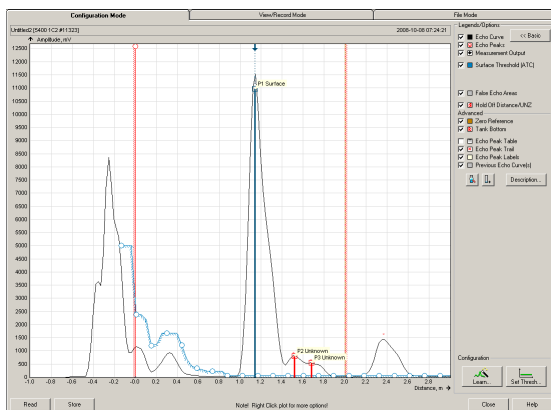 Configuration Mode
View/Record Mode
File Mode
Untitled2 [5400 1C2 #11323]
2008-10-08 07:24:21
Amplitude, mV
12500
12000
11500
11000
10500
10000
9500
9000
8500
8000
7500
7000
6500
6000
5500
5000
4500
4000
3500
3000
2500
2000
1500
1000
500
0
P1 Surface
P2 Unknown
P3 Unknown
-1.0 -0.8 -0.6 -0.4 -0.2 -0.0 0.2 0.4 0.6 0.8 1.0 1.2 1.4 1.6 1.8 2.0 2.2 2.4 2.6 2.8
Distance, m
Legends/Options
<< Basic
Echo Curve
Echo Peaks
Measurement Output
Surface Threshold (ATC)
False Echo Areas
Hold Off Distance/UNZ
Advanced
Zero Reference
Tank Bottom
Echo Peak Table
Echo Peak Trail
Echo Peak Labels
Previous Echo Curve(s)
Description...
Configuration
Learn...
Set Thresh...
Read
Store
Note! Right Click plot for more options!
Close
Help